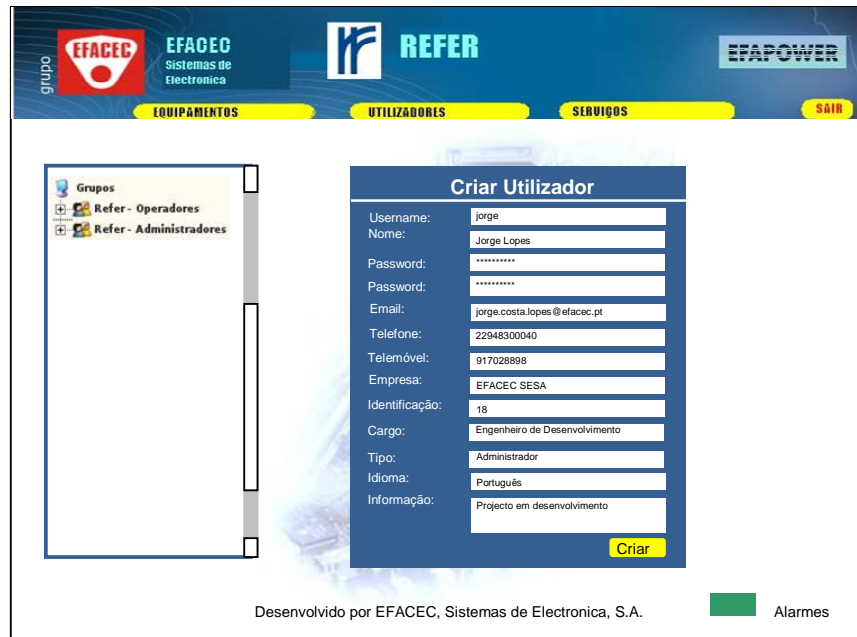 grupo
EFACEC
EFACEC
Sistemas de
Electronica
REFER
EFAPOWER
EQUIPAMENTOS UTILIZADORES SERVIÇOS SAIR
Grupos
Refer - Operadores
Refer - Administradores
Criar Utilizador
Username: jorge
Nome: Jorge Lopes
Password: **********
Password: **********
Email: jorge.costa.lopes@efacec.pt
Telefone: 22948300040
Telemóvel: 917028898
Empresa: EFACEC SESA
Identificação: 18
Cargo: Engenheiro de Desenvolvimento
Tipo: Administrador
Idioma: Português
Informação: Projecto em desenvolvimento
Criar
Desenvolvido por EFACEC, Sistemas de Electronica, S.A. Alarmes